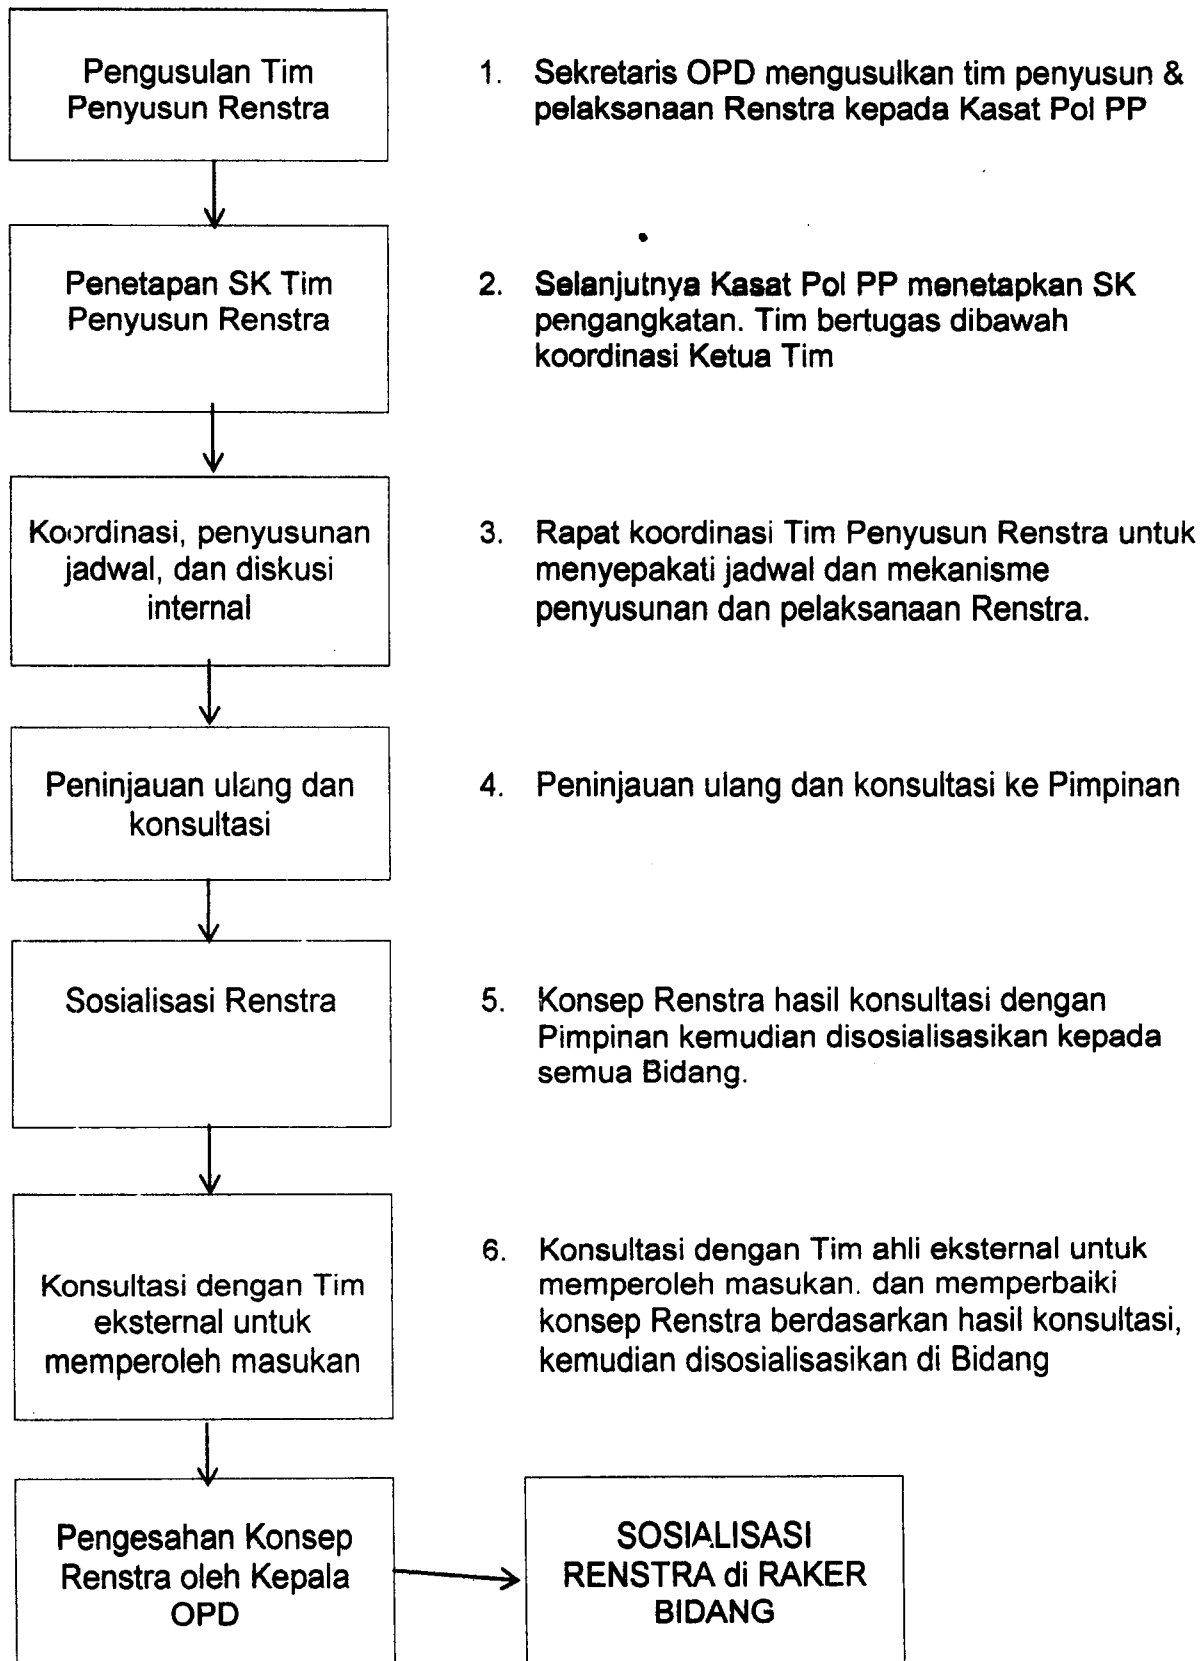 Pengusulan Tim
Penyusun Renstra
1. Sekretaris OPD mengusulkan tim penyusun &
pelaksanaan Renstra kepada Kasat Pol PP
Penetapan SK Tim
Penyusun Renstra
2. Selanjutnya Kasat Pol PP menetapkan SK
pengangkatan. Tim bertugas dibawah
koordinasi Ketua Tim
Koordinasi, penyusunan
jadwal, dan diskusi
internal
3. Rapat koordinasi Tim Penyusun Renstra untuk
menyepakati jadwal dan mekanisme
penyusunan dan pelaksanaan Renstra.
Peninjauan ulang dan
konsultasi
4. Peninjauan ulang dan konsultasi ke Pimpinan
Sosialisasi Renstra
5. Konsep Renstra hasil konsultasi dengan
Pimpinan kemudian disosialisasikan kepada
semua Bidang.
Konsultasi dengan Tim
eksternal untuk
memperoleh masukan
6. Konsultasi dengan Tim ahli eksternal untuk
memperoleh masukan. dan memperbaiki
konsep Renstra berdasarkan hasil konsultasi,
kemudian disosialisasikan di Bidang
Pengesahan Konsep
Renstra oleh Kepala
OPD
SOSIALISASI
RENSTRA di RAKER
BIDANG